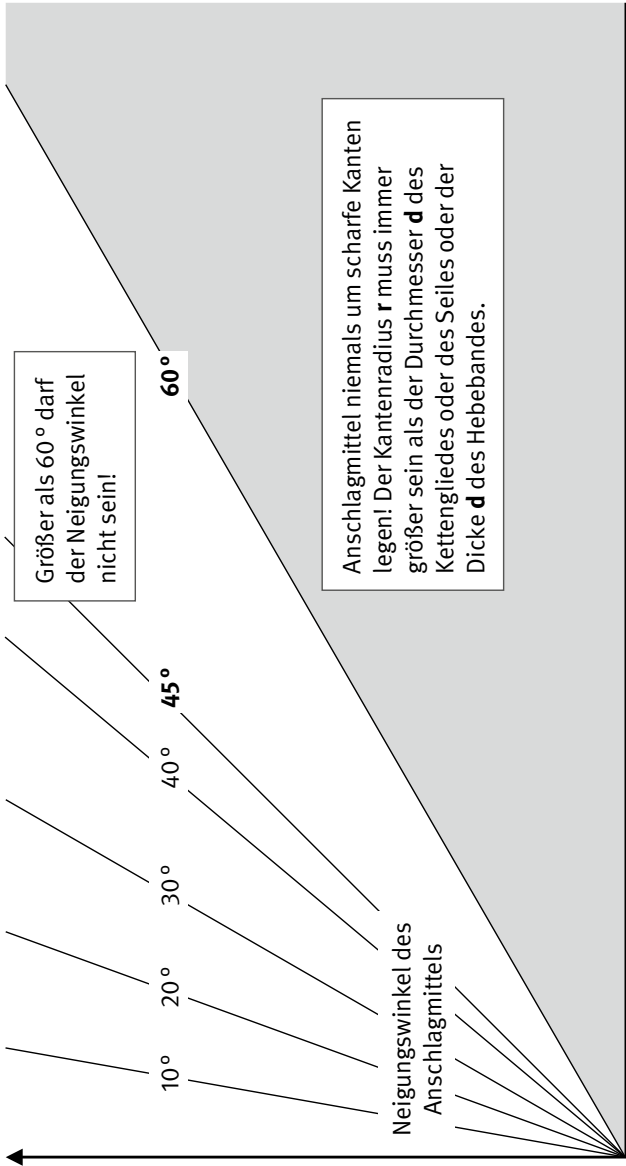 Größer als 60° darf
der Neigungswinkel
nicht sein!
10°
20°
30°
40°
45°
60°
Neigungswinkel des
Anschlagmittels
Anschlagmittel niemals um scharfe Kanten
legen! Der Kantenradius r muss immer
größer sein als der Durchmesser d des
Kettengliedes oder des Seiles oder der
Dicke d des Hebebandes.